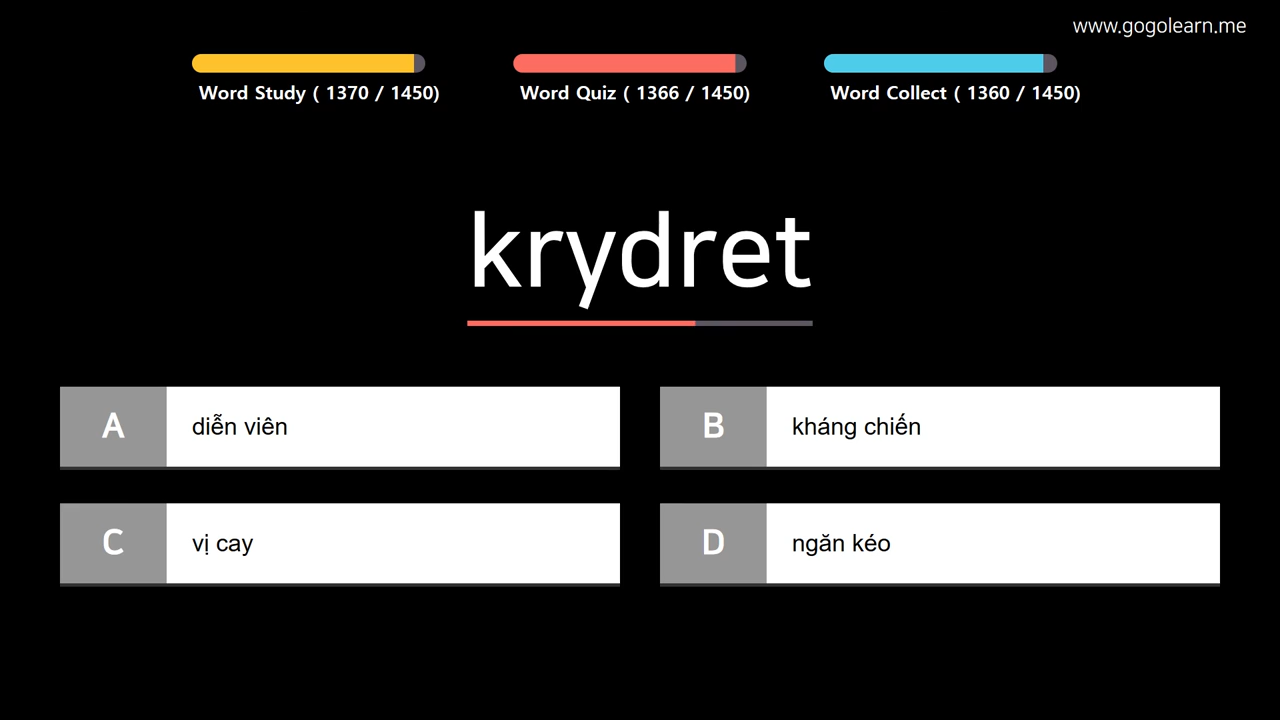 www.gogolearn.me
Word Study ( 1370 / 1450)
Word Quiz ( 1366 / 1450)
Word Collect ( 1360 / 1450)
krydret
A diễn viên
B kháng chiến
C vị cay
D ngăn kéo